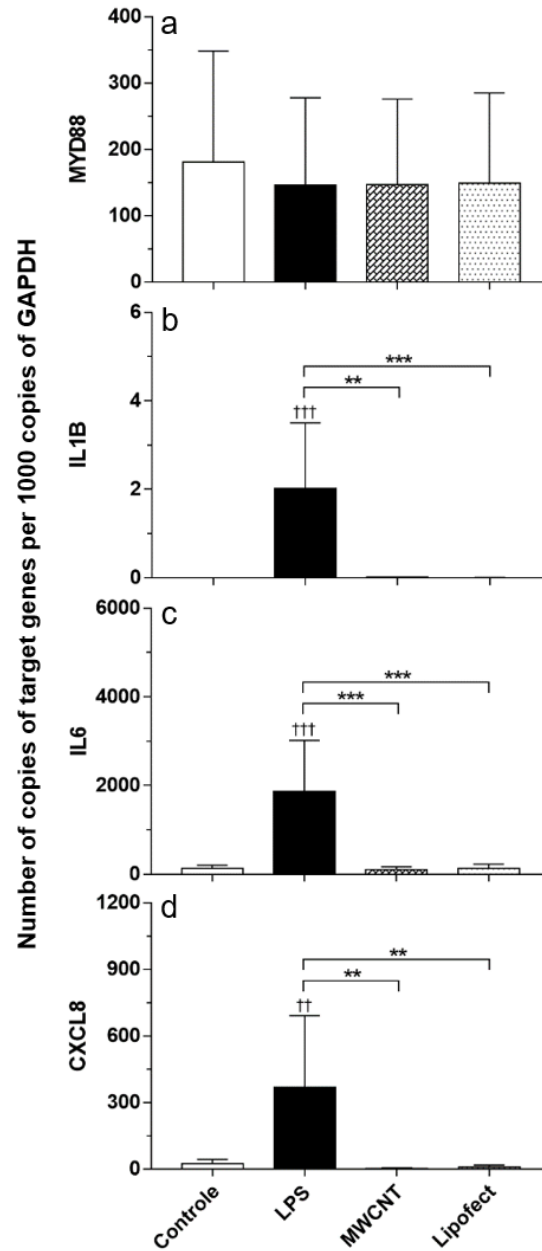 Number of copies of target genes per 1000 copies of GAPDH
a
MYD88
400
300
200
100
0
b
IL1B
6
4
2
0
***
**
†††
c
IL6
6000
4000
2000
0
***
***
†††
d
CXCL8
1200
900
600
300
0
**
**
††
Controle
LPS
MWCNT
Lipofect